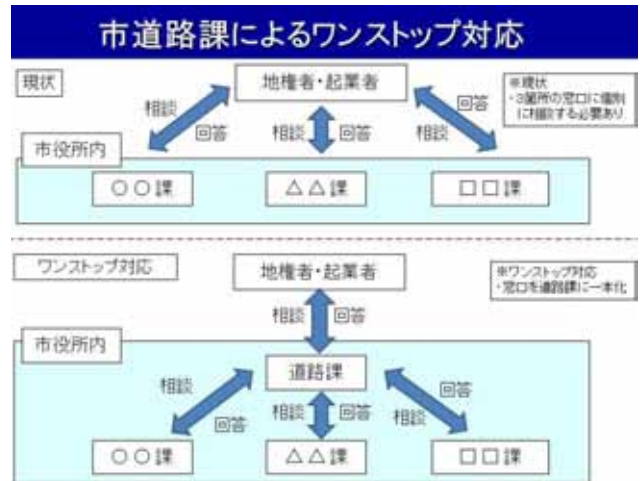 市道路課によるワンストップ対応
現状
地権者・起業者
※現状
・3箇所の窓口に個別
に相談する必要あり
相談
回答
相談
回答
回答
相談
市役所内
○○課
△△課
□□課
ワンストップ対応
地権者・起業者
※ワンストップ対応
・窓口を道路課に一本化
相談
回答
市役所内
道路課
相談
回答
相談
回答
回答
相談
○○課
△△課
□□課